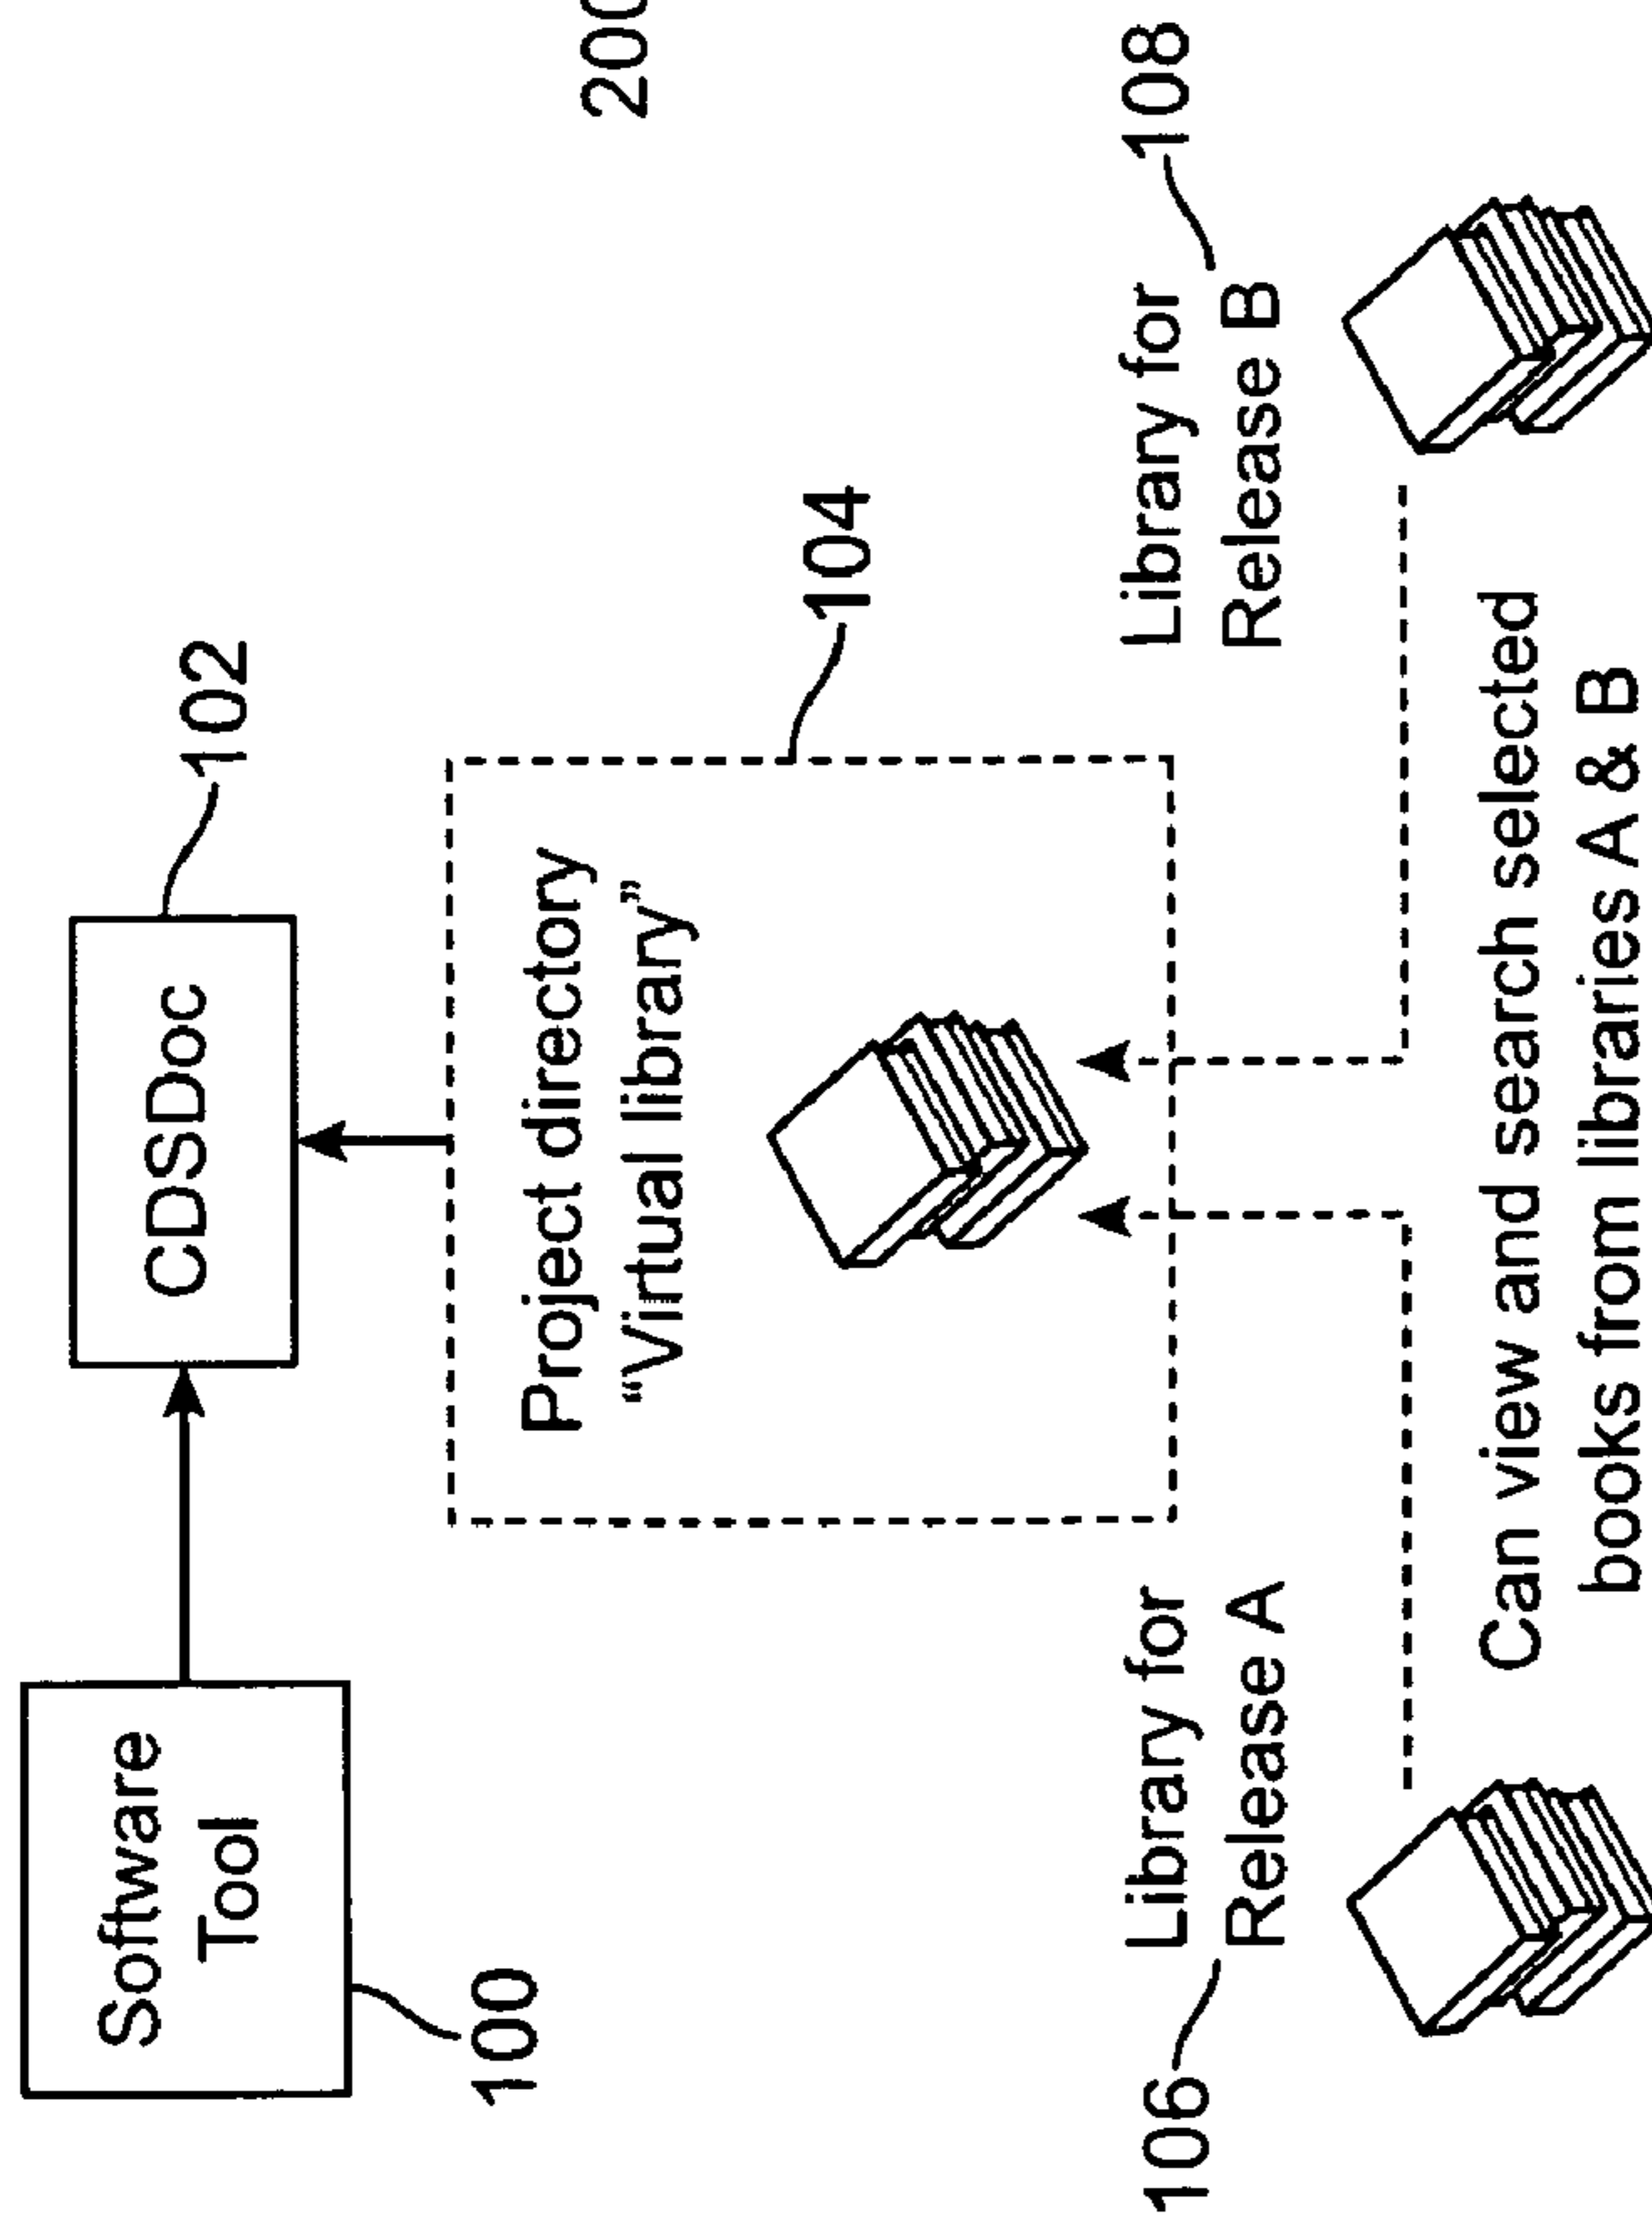 Software
Tool
100
CDSDoc
102
Project directory
“Virtual library”
104
200
Library for
Release A
106
Library for
Release B
108
Can view and search selected
books from libraries A & B